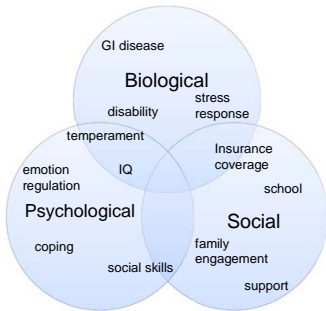 GI disease
Biological
disability
stress
response
temperament
Insurance
coverage
emotion
regulation
IQ
school
Psychological
Social
coping
family
engagement
social skills
support